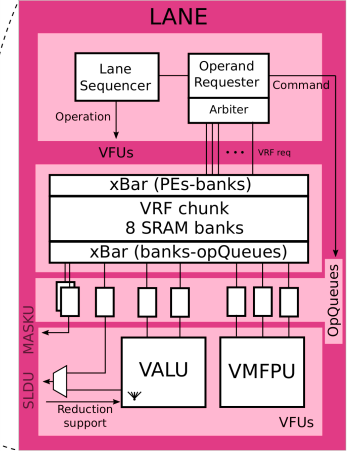 LANE
Lane
Sequencer
Operand
Requester
Arbiter
Command
Operation
VFUs
VRF req
xBar (PEs-banks)
VRF chunk
8 SRAM banks
xBar (banks-opQueues)
OpQueues
MASKU
SLDU
VALU
VMFPU
Reduction
support
VFUs